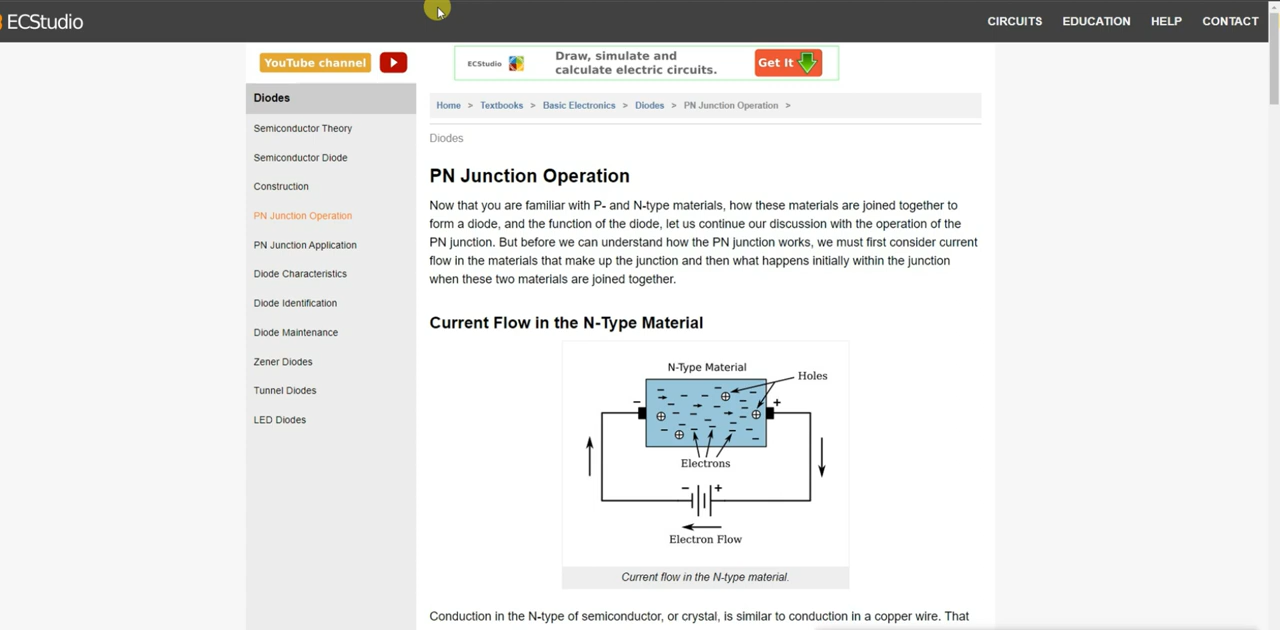 ECStudio
CIRCUITS EDUCATION HELP CONTACT
YouTube channel
ECStudio
Draw, simulate and
calculate electric circuits.
Get It
Diodes
Semiconductor Theory
Semiconductor Diode
Construction
PN Junction Operation
PN Junction Application
Diode Characteristics
Diode Identification
Diode Maintenance
Zener Diodes
Tunnel Diodes
LED Diodes
Home > Textbooks > Basic Electronics > Diodes > PN Junction Operation >
Diodes
PN Junction Operation
Now that you are familiar with P- and N-type materials, how these materials are joined together to
form a diode, and the function of the diode, let us continue our discussion with the operation of the
PN junction. But before we can understand how the PN junction works, we must first consider current
flow in the materials that make up the junction and then what happens initially within the junction
when these two materials are joined together.
Current Flow in the N-Type Material
N-Type Material
Holes
− +
Electrons
− +
Electron Flow
Current flow in the N-type material.
Conduction in the N-type of semiconductor, or crystal, is similar to conduction in a copper wire. That